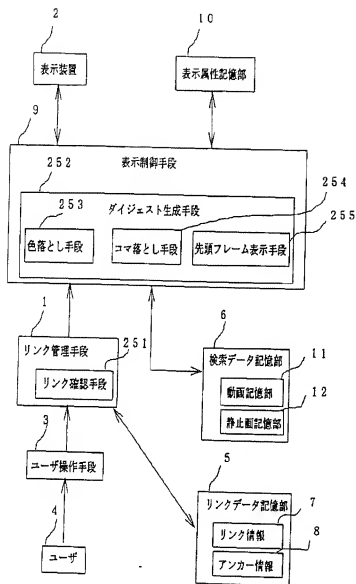 2
10
表示装置
表示属性記憶部
9
表示制御手段
252
ダイジェスト生成手段
253
254
255
色落とし手段
コマ落とし手段
先頭フレーム表示手段
1
リンク管理手段
251
リンク確認手段
6
検索データ記憶部
11
動画記憶部
12
静止画記憶部
3
ユーザ操作手段
5
リンクデータ記憶部
7
リンク情報
8
アンカー情報
4
ユーザ